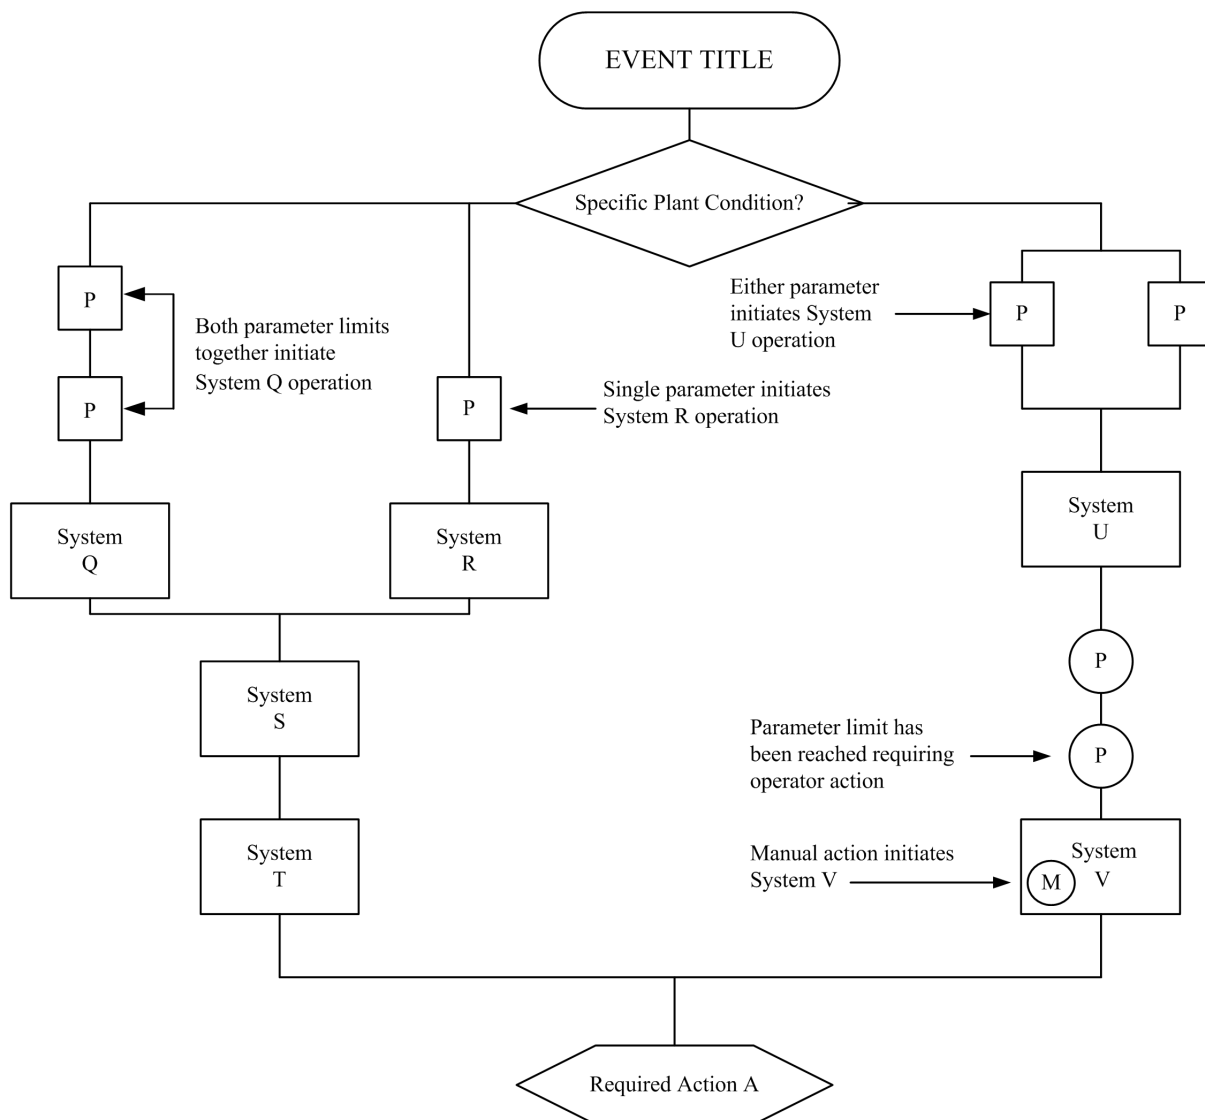 EVENT TITLE
Specific Plant Condition?
P
Both parameter limits
together initiate
System Q operation
P
P
Single parameter initiates
System R operation
Either parameter
initiates System
U operation
P
P
System
Q
System
R
System
U
System
S
P
Parameter limit has
been reached requiring
operator action
P
System
T
Manual action initiates
System V
System
V
M
Required Action A